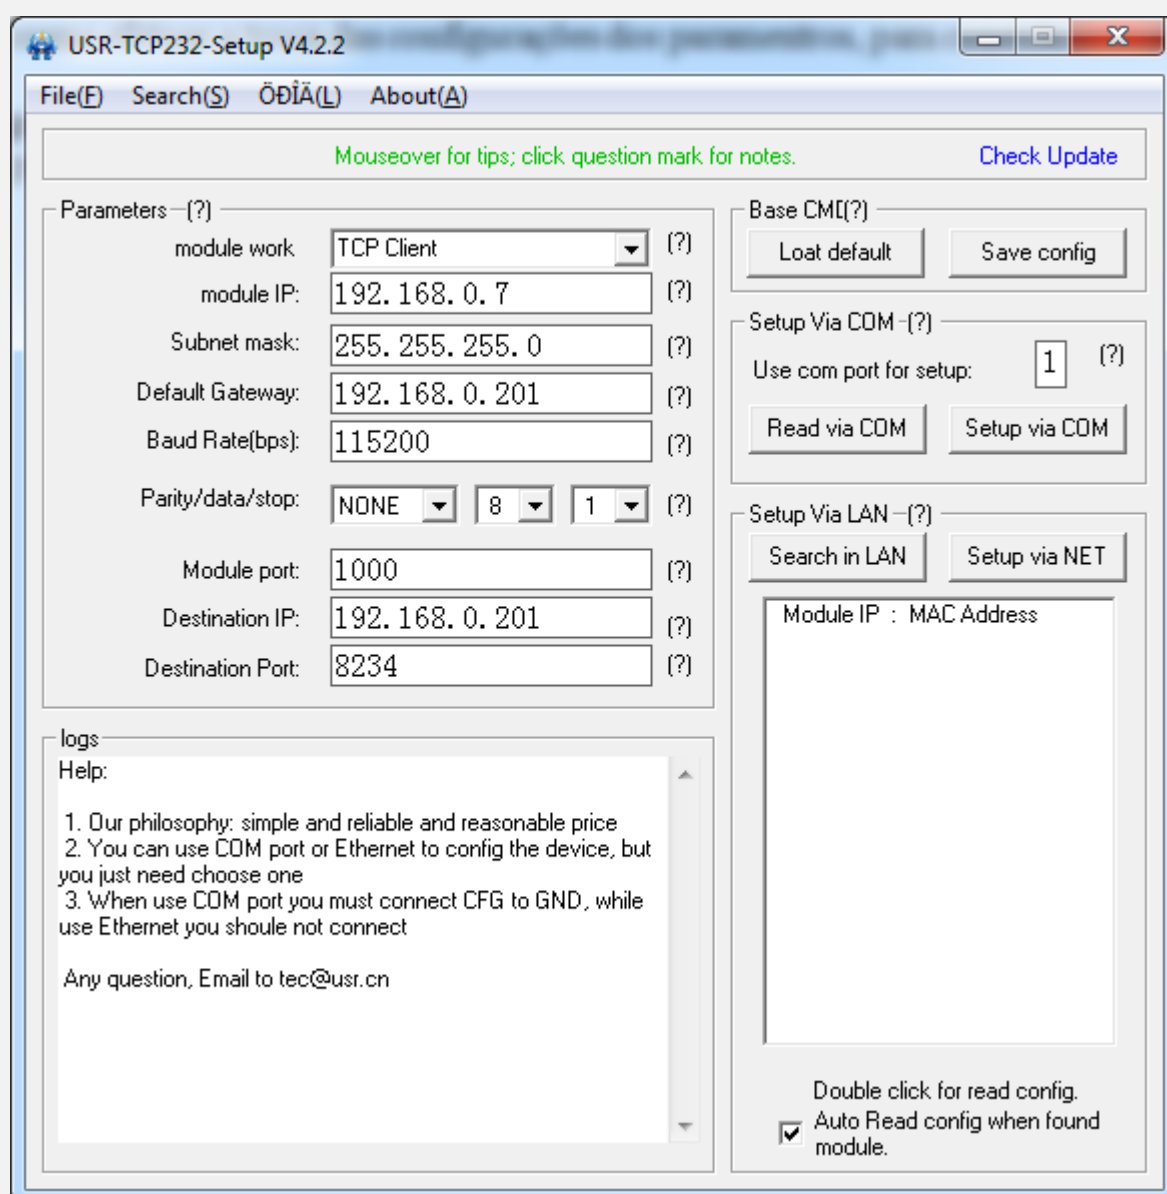 USR-TCP232-Setup V4.2.2
configurações dos paramentros, para
File(F) Search(S) ÖÐÎÄ(L) About(A)
Mouseover for tips; click question mark for notes. Check Update
Parameters (?)
module work TCP Client (?)
module IP: 192.168.0.7 (?)
Subnet mask: 255.255.255.0 (?)
Default Gateway: 192.168.0.201 (?)
Baud Rate(bps): 115200 (?)
Parity/data/stop: NONE 8 1 (?)
Module port: 1000 (?)
Destination IP: 192.168.0.201 (?)
Destination Port: 8234 (?)
logs
Help:
1. Our philosophy: simple and reliable and reasonable price
2. You can use COM port or Ethernet to config the device, but
you just need choose one
3. When use COM port you must connect CFG to GND, while
use Ethernet you shoule not connect
Any question, Email to tec@usr.cn
Base CMD(?)
Loat default Save config
Setup Via COM (?)
Use com port for setup: 1 (?)
Read via COM Setup via COM
Setup Via LAN (?)
Search in LAN Setup via NET
Module IP : MAC Address
Double click for read config.
Auto Read config when found
module.